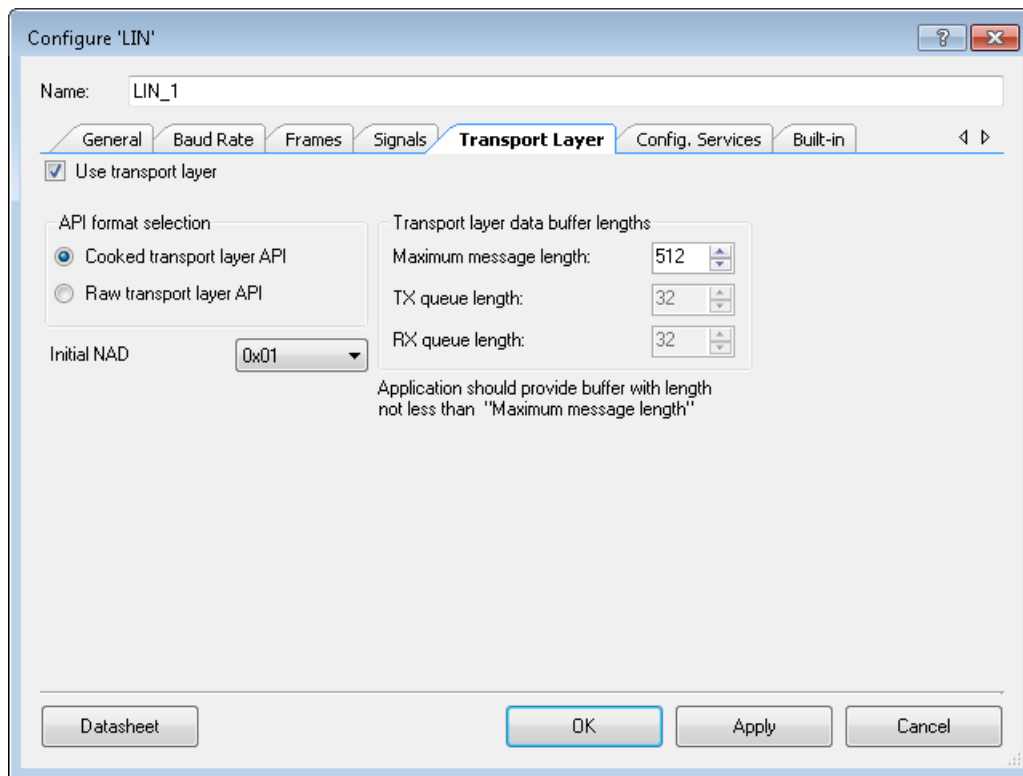 Configure 'LIN'
Name: LIN_1
General Baud Rate Frames Signals Transport Layer Config. Services Built-in
Use transport layer
API format selection
Cooked transport layer API
Raw transport layer API
Initial NAD 0x01
Transport layer data buffer lengths
Maximum message length: 512
TX queue length: 32
RX queue length: 32
Application should provide buffer with length
not less than "Maximum message length"
Datasheet OK Apply Cancel